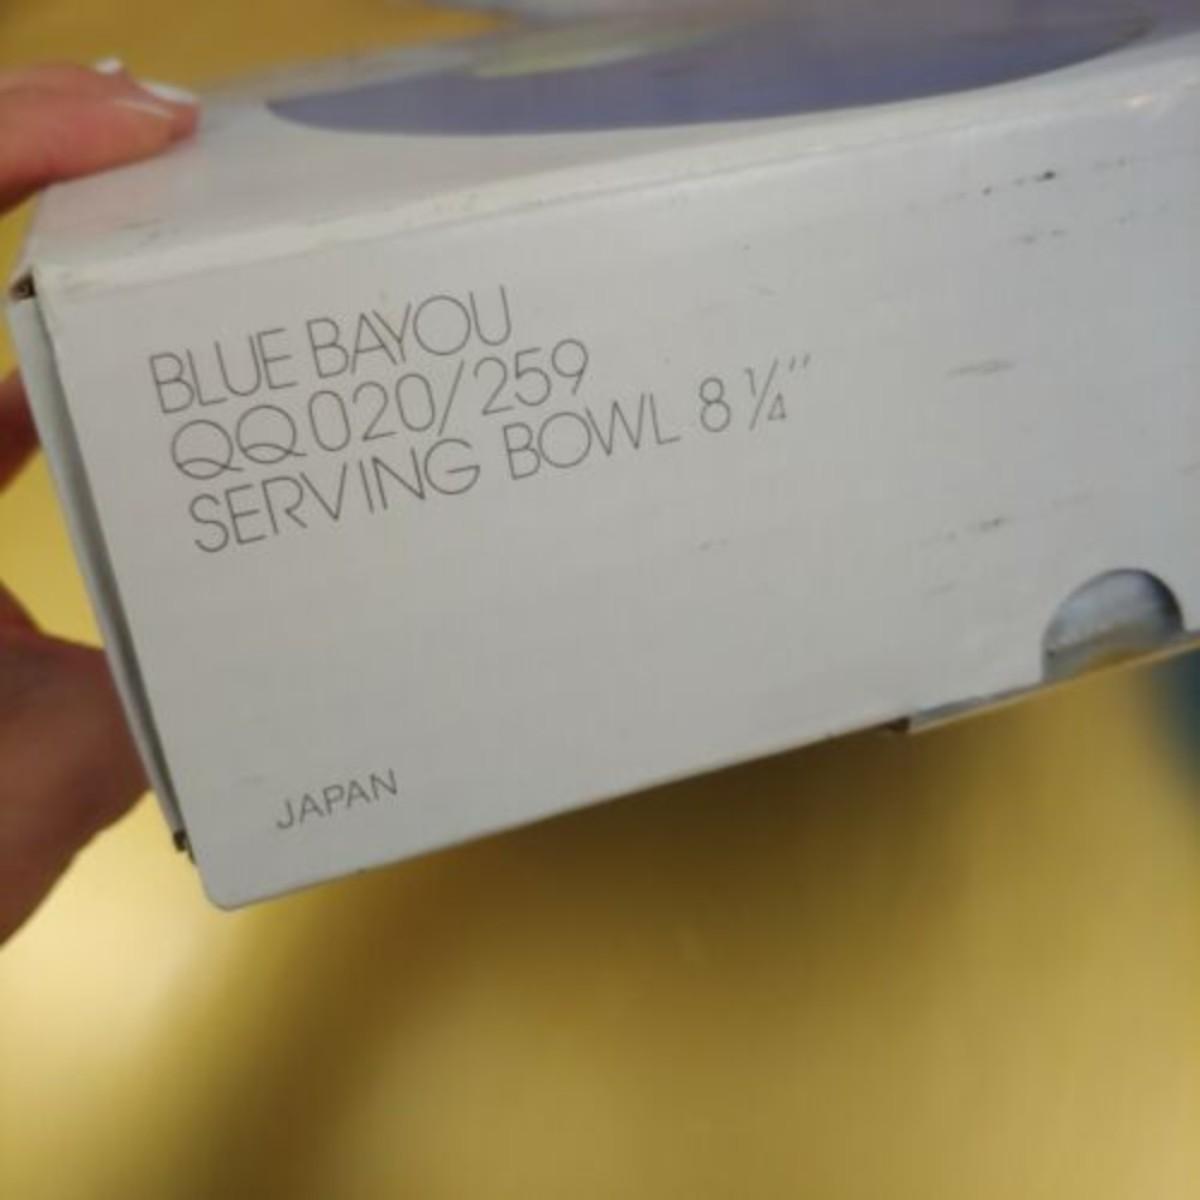 BLUE BAYOU
QQ020/259
SERVING BOWL 8 ¼"
JAPAN